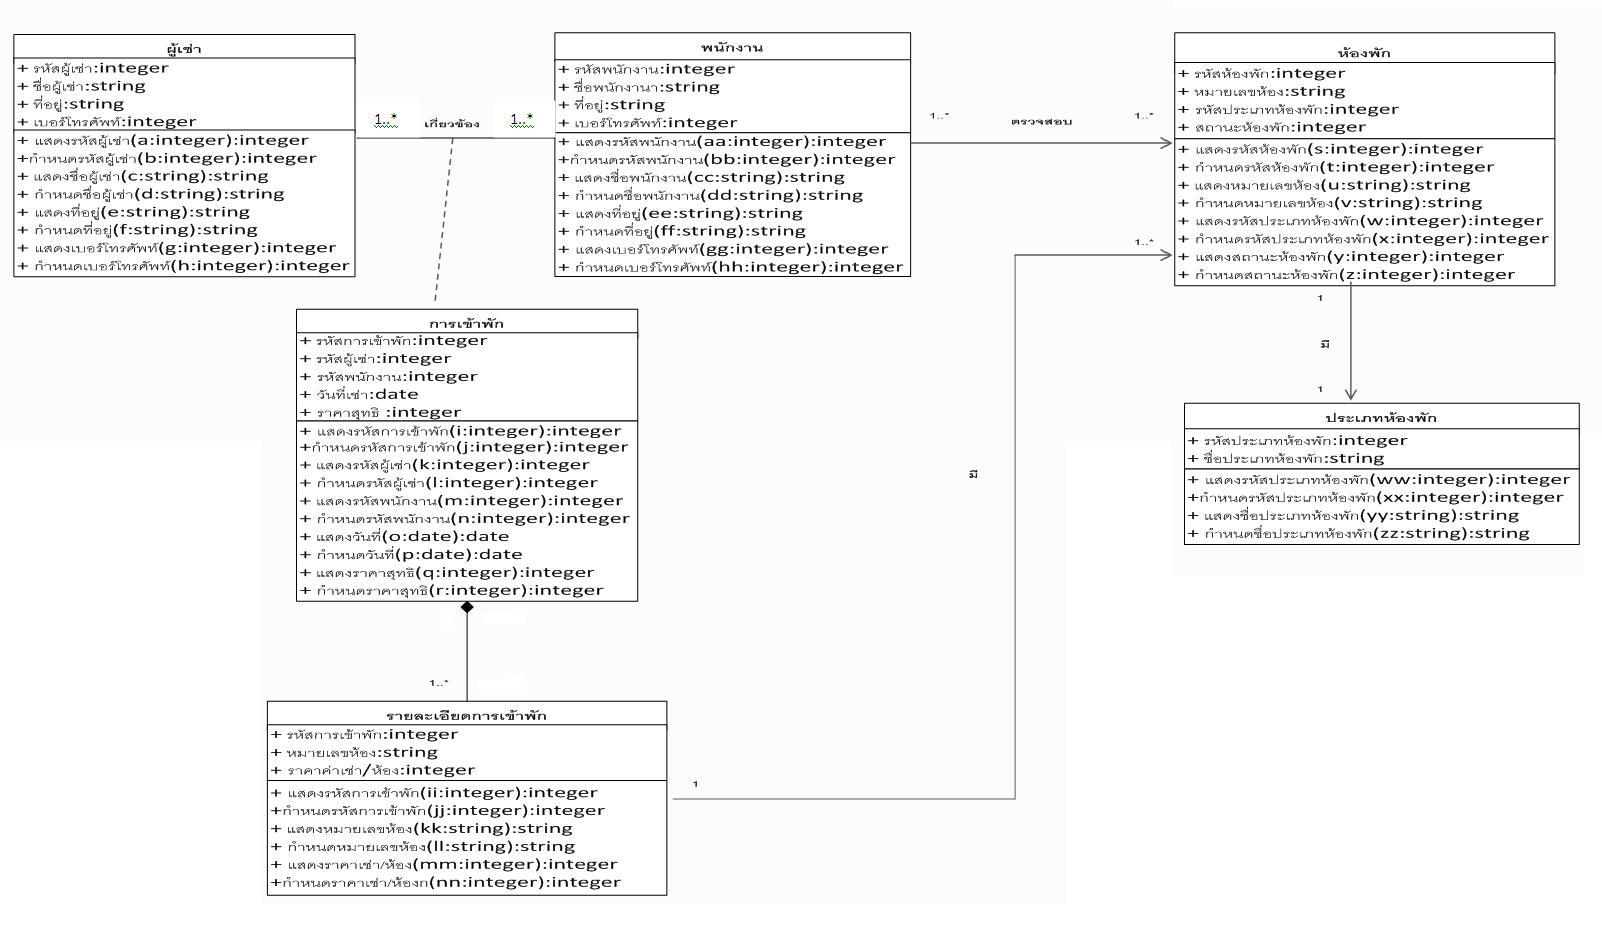 ผู้เช่า
+ รหัสผู้เช่า:integer
+ ชื่อผู้เช่า:string
+ ที่อยู่:string
+ เบอร์โทรศัพท์:integer
+ แสดงรหัสผู้เช่า(a:integer):integer
+กำหนดรหัสผู้เช่า(b:integer):integer
+ แสดงชื่อผู้เช่า(c:string):string
+ กำหนดชื่อผู้เช่า(d:string):string
+ แสดงที่อยู่(e:string):string
+ กำหนดที่อยู่(f:string):string
+ แสดงเบอร์โทรศัพท์(g:integer):integer
+ กำหนดเบอร์โทรศัพท์(h:integer):integer
1..*
เกี่ยวข้อง
1..*
พนักงาน
+ รหัสพนักงาน:integer
+ ชื่อพนักงานา:string
+ ที่อยู่:string
+ เบอร์โทรศัพท์:integer
+ แสดงรหัสพนักงาน(aa:integer):integer
+กำหนดรหัสพนักงาน(bb:integer):integer
+ แสดงชื่อพนักงาน(cc:string):string
+ กำหนดชื่อพนักงาน(dd:string):string
+ แสดงที่อยู่(ee:string):string
+ กำหนดที่อยู่(ff:string):string
+ แสดงเบอร์โทรศัพท์(gg:integer):integer
+ กำหนดเบอร์โทรศัพท์(hh:integer):integer
1..*
ตรวจสอบ
1..*
ห้องพัก
+ รหัสห้องพัก:integer
+ หมายเลขห้อง:string
+ รหัสประเภทห้องพัก:integer
+ สถานะห้องพัก:integer
+ แสดงรหัสห้องพัก(s:integer):integer
+ กำหนดรหัสห้องพัก(t:integer):integer
+ แสดงหมายเลขห้อง(u:string):string
+ กำหนดหมายเลขห้อง(v:string):string
+ แสดงรหัสประเภทห้องพัก(w:integer):integer
+ กำหนดรหัสประเภทห้องพัก(x:integer):integer
+ แสดงสถานะห้องพัก(y:integer):integer
+ กำหนดสถานะห้องพัก(z:integer):integer
1..*
1
มี
1
การเข้าพัก
+ รหัสการเข้าพัก:integer
+ รหัสผู้เช่า:integer
+ รหัสพนักงาน:integer
+ วันที่เช่า:date
+ ราคาสุทธิ :integer
+ แสดงรหัสการเข้าพัก(i:integer):integer
+กำหนดรหัสการเข้าพัก(j:integer):integer
+ แสดงรหัสผู้เช่า(k:integer):integer
+ กำหนดรหัสผู้เช่า(l:integer):integer
+ แสดงรหัสพนักงาน(m:integer):integer
+ กำหนดรหัสพนักงาน(n:integer):integer
+ แสดงวันที่(o:date):date
+ กำหนดวันที่(p:date):date
+ แสดงราคาสุทธิ(q:integer):integer
+ กำหนดราคาสุทธิ(r:integer):integer
ประเภทห้องพัก
+ รหัสประเภทห้องพัก:integer
+ ชื่อประเภทห้องพัก:string
+ แสดงรหัสประเภทห้องพัก(ww:integer):integer
+กำหนดรหัสประเภทห้องพัก(xx:integer):integer
+ แสดงชื่อประเภทห้องพัก(yy:string):string
+ กำหนดชื่อประเภทห้องพัก(zz:string):string
มี
1..*
รายละเอียดการเข้าพัก
+ รหัสการเข้าพัก:integer
+ หมายเลขห้อง:string
+ ราคาค่าเช่า/ห้อง:integer
+ แสดงรหัสการเข้าพัก(ii:integer):integer
+กำหนดรหัสการเข้าพัก(jj:integer):integer
+ แสดงหมายเลขห้อง(kk:string):string
+ กำหนดหมายเลขห้อง(ll:string):string
+ แสดงราคาเช่า/ห้อง(mm:integer):integer
+กำหนดราคาเช่า/ห้องก(nn:integer):integer
1